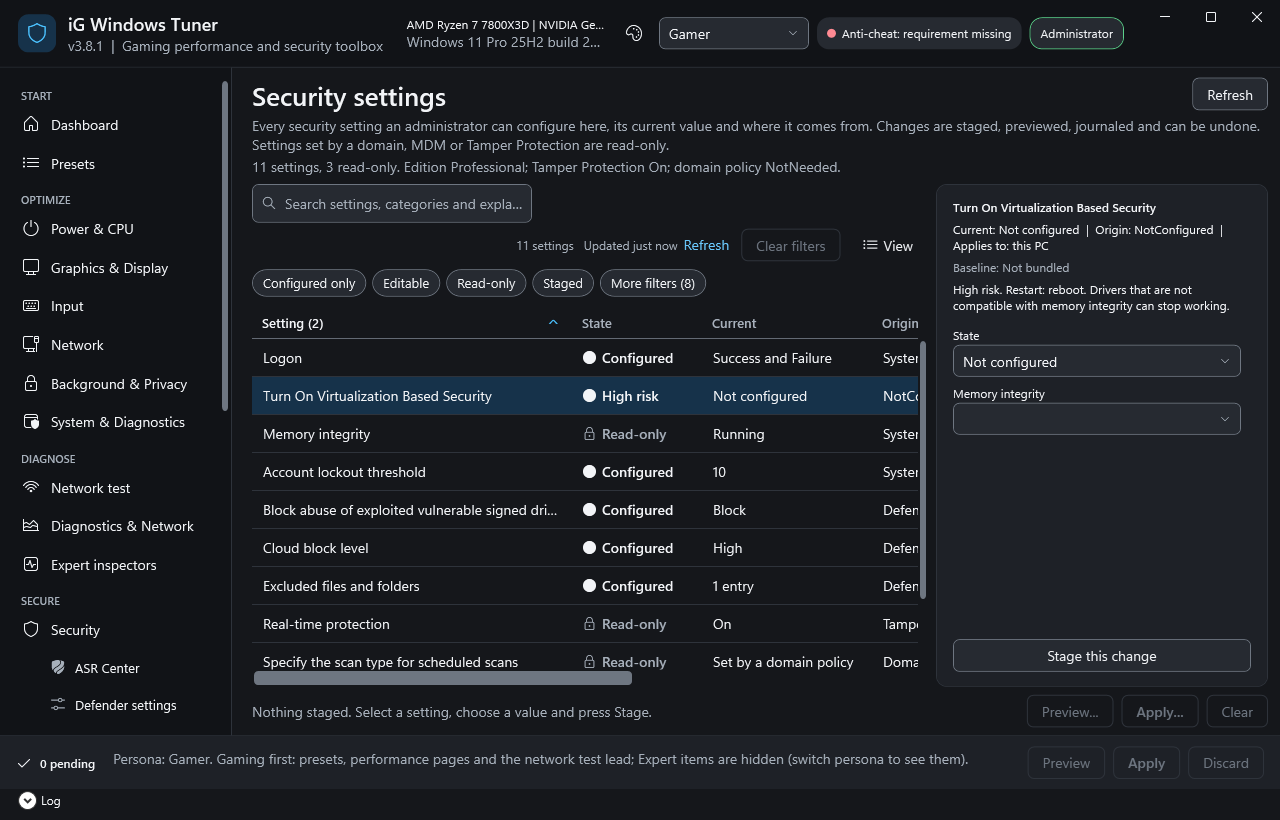 iG Windows Tuner
v3.8.1 | Gaming performance and security toolbox
AMD Ryzen 7 7800X3D | NVIDIA Ge...
Windows 11 Pro 25H2 build 2...
Gamer
Anti-cheat: requirement missing
Administrator
START
Dashboard
Presets
OPTIMIZE
Power & CPU
Graphics & Display
Input
Network
Background & Privacy
System & Diagnostics
DIAGNOSE
Network test
Diagnostics & Network
Expert inspectors
SECURE
Security
ASR Center
Defender settings
Security settings
Refresh
Every security setting an administrator can configure here, its current value and where it comes from. Changes are staged, previewed, journaled and can be undone.
Settings set by a domain, MDM or Tamper Protection are read-only.
11 settings, 3 read-only. Edition Professional; Tamper Protection On; domain policy NotNeeded.
Search settings, categories and expla...
11 settings Updated just now Refresh
Clear filters
View
Configured only
Editable
Read-only
Staged
More filters (8)
Setting (2) State Current Origin
Logon Configured Success and Failure Syster
Turn On Virtualization Based Security High risk Not configured NotCo
Memory integrity Read-only Running Syster
Account lockout threshold Configured 10 Syster
Block abuse of exploited vulnerable signed dri... Configured Block Defen
Cloud block level Configured High Defen
Excluded files and folders Configured 1 entry Defen
Real-time protection Read-only On Tampe
Specify the scan type for scheduled scans Read-only Set by a domain policy Doma
Turn On Virtualization Based Security
Current: Not configured | Origin: NotConfigured |
Applies to: this PC
Baseline: Not bundled
High risk. Restart: reboot. Drivers that are not
compatible with memory integrity can stop working.
State
Not configured
Memory integrity
Stage this change
Nothing staged. Select a setting, choose a value and press Stage.
Preview...
Apply...
Clear
0 pending
Persona: Gamer. Gaming first: presets, performance pages and the network test lead; Expert items are hidden (switch persona to see them).
Preview
Apply
Discard
Log